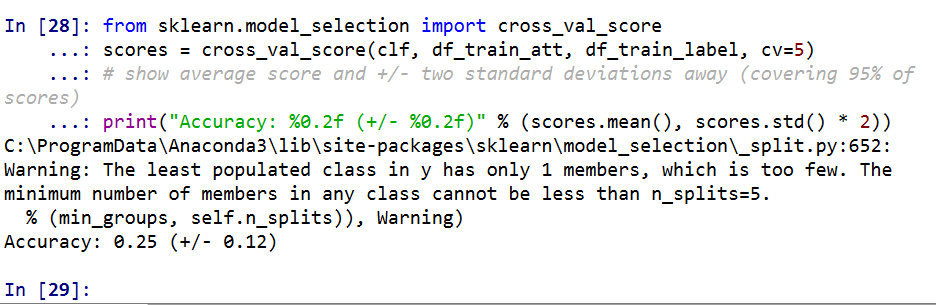 In [28]: from sklearn.model_selection import cross_val_score
    ...: scores = cross_val_score(clf, df_train_att, df_train_label, cv=5)
    ...: # show average score and +/- two standard deviations away (covering 95% of
scores)
    ...: print("Accuracy: %0.2f (+/- %0.2f)" % (scores.mean(), scores.std() * 2))
C:\ProgramData\Anaconda3\lib\site-packages\sklearn\model_selection\_split.py:652:
Warning: The least populated class in y has only 1 members, which is too few. The
minimum number of members in any class cannot be less than n_splits=5.
  % (min_groups, self.n_splits)), Warning)
Accuracy: 0.25 (+/- 0.12)
In [29]: